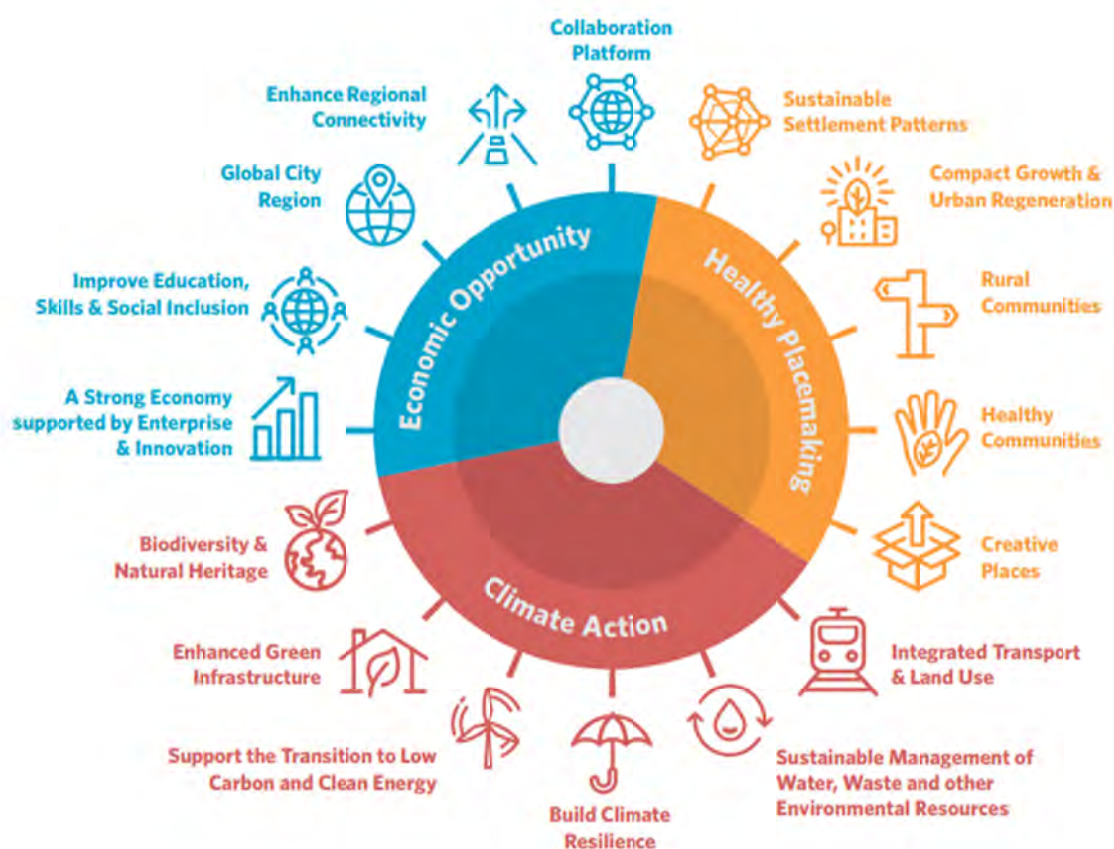 Collaboration
Platform
Sustainable
Settlement Patterns
Compact Growth &
Urban Regeneration
Rural
Communities
Healthy
Communities
Creative
Places
Integrated Transport
& Land Use
Sustainable Management of
Water, Waste and other
Environmental Resources
Build Climate
Resilience
Support the Transition to Low
Carbon and Clean Energy
Enhanced Green
Infrastructure
Biodiversity &
Natural Heritage
A Strong Economy
supported by Enterprise
& Innovation
Improve Education,
Skills & Social Inclusion
Global City
Region
Enhance Regional
Connectivity
Economic Opportunity
Healthy Placemaking
Climate Action